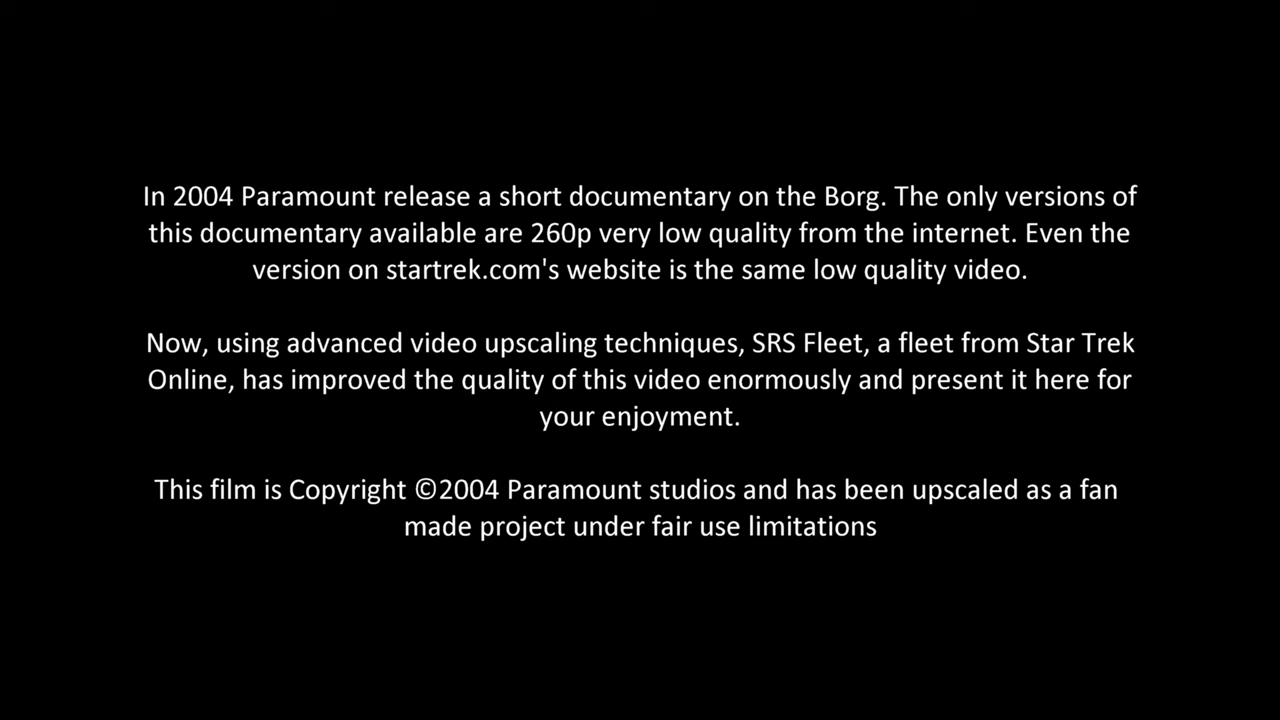 In 2004 Paramount release a short documentary on the Borg. The only versions of
this documentary available are 260p very low quality from the internet. Even the
version on startrek.com's website is the same low quality video.
Now, using advanced video upscaling techniques, SRS Fleet, a fleet from Star Trek
Online, has improved the quality of this video enormously and present it here for
your enjoyment.
This film is Copyright ©2004 Paramount studios and has been upscaled as a fan
made project under fair use limitations